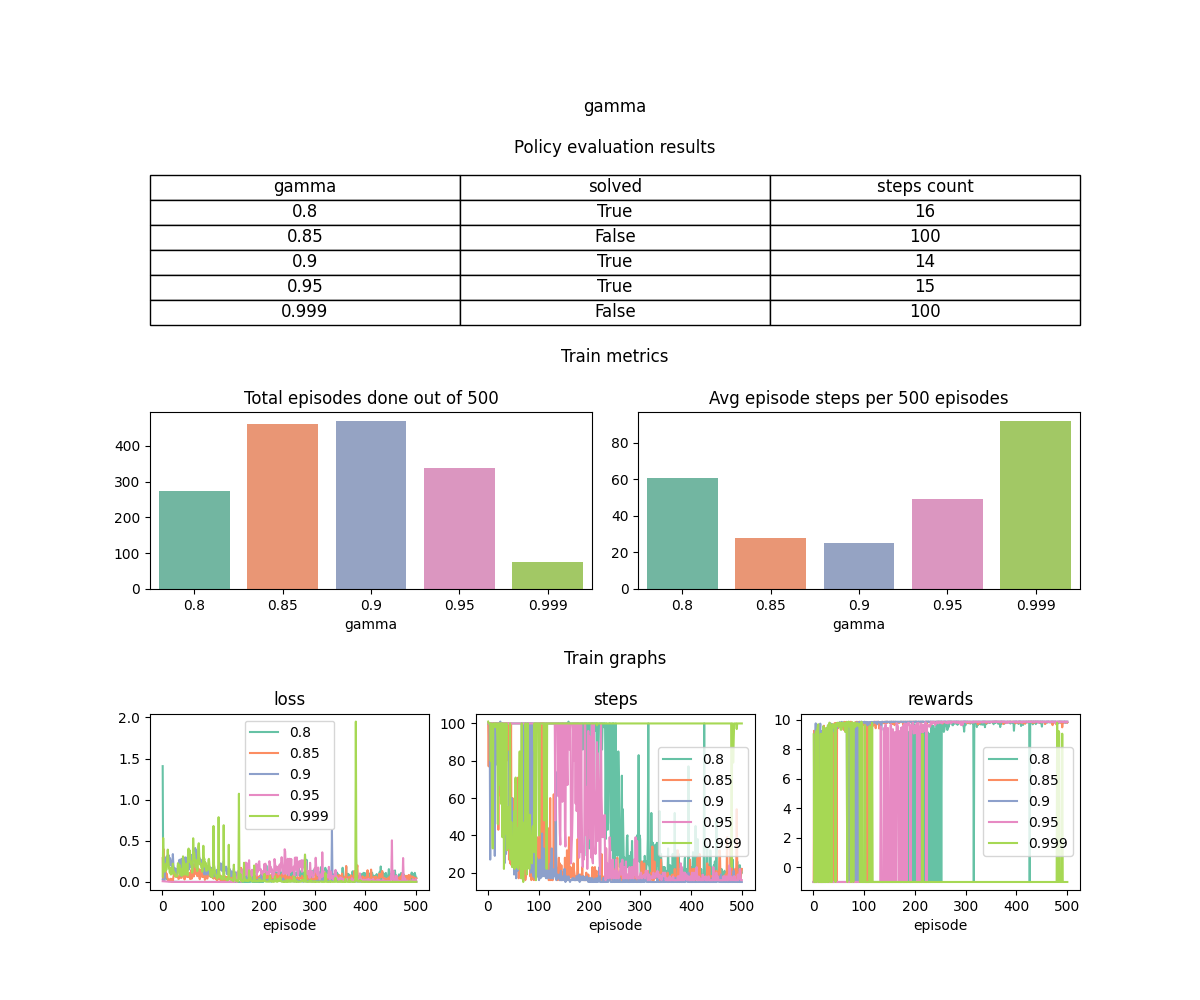 gamma
Policy evaluation results
gamma solved steps count
0.8 True 16
0.85 False 100
0.9 True 14
0.95 True 15
0.999 False 100
Train metrics
Total episodes done out of 500
400
300
200
100
0
0.8 0.85 0.9 0.95 0.999
gamma
Avg episode steps per 500 episodes
80
60
40
20
0
0.8 0.85 0.9 0.95 0.999
gamma
Train graphs
loss
2.0
1.5
1.0
0.5
0.0
0.8
0.85
0.9
0.95
0.999
0 100 200 300 400 500
episode
steps
100
80
60
40
20
0.8
0.85
0.9
0.95
0.999
0 100 200 300 400 500
episode
rewards
10
8
6
4
2
0
0.8
0.85
0.9
0.95
0.999
0 100 200 300 400 500
episode